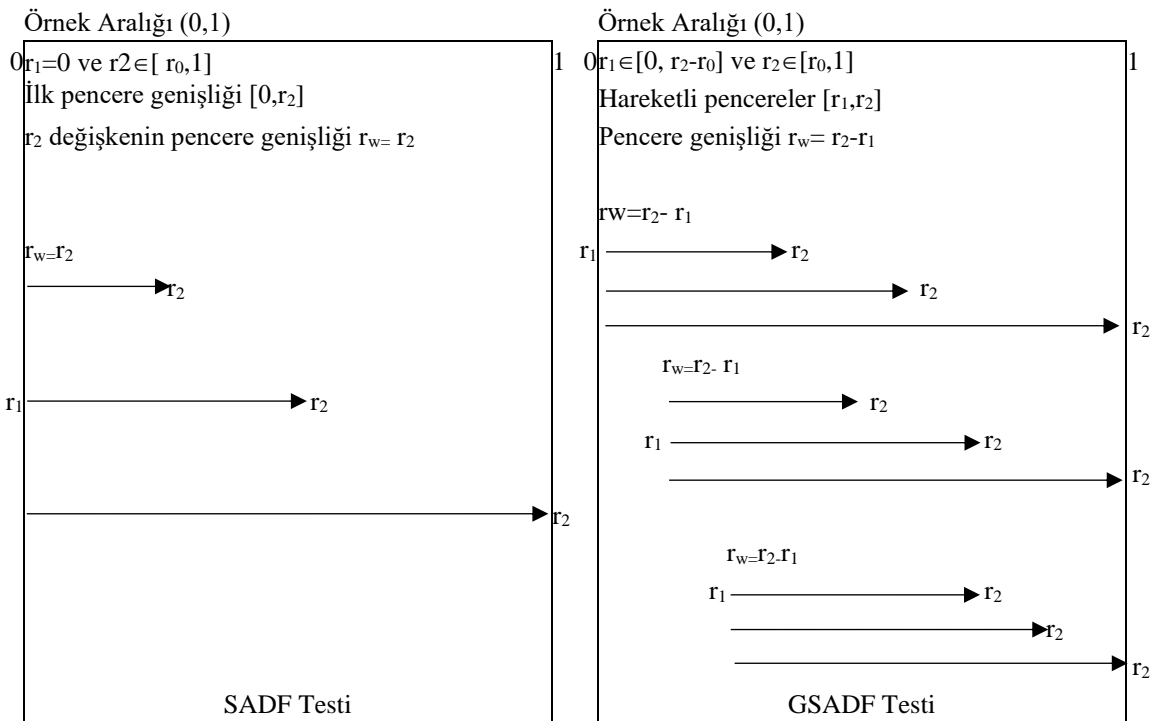 Örnek Aralığı (0,1)
0 r₁=0 ve r2∈[ r₀,1] 1
İlk pencere genişliği [0,r₂]
r₂ değişkenin pencere genişliği r_w= r₂
r_w=r₂
r₂
r₁ r₂
r₂
SADF Testi
Örnek Aralığı (0,1)
0 r₁∈[0, r₂-r₀] ve r₂∈[r₀,1] 1
Hareketli pencereler [r₁,r₂]
Pencere genişliği r_w= r₂-r₁
rw=r₂- r₁
r₁ r₂
r₂
r₂
r_w=r₂- r₁
r₂
r₁ r₂
r₂
r_w=r₂-r₁
r₁ r₂
r₂
r₂
GSADF Testi